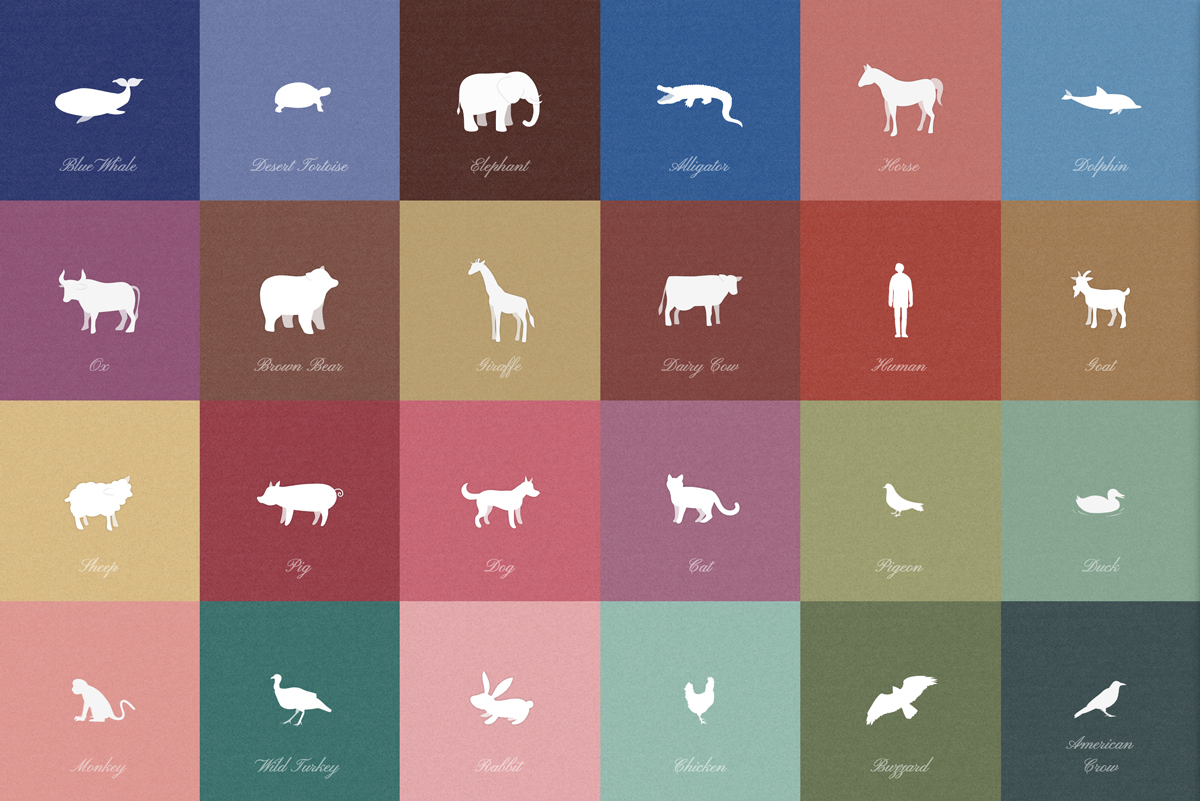 Blue Whale
Desert Tortoise
Elephant
Alligator
Horse
Dolphin
Ox
Brown Bear
Giraffe
Dairy Cow
Human
Goat
Sheep
Pig
Dog
Cat
Pigeon
Duck
Monkey
Wild Turkey
Rabbit
Chicken
Buzzard
American
Crow